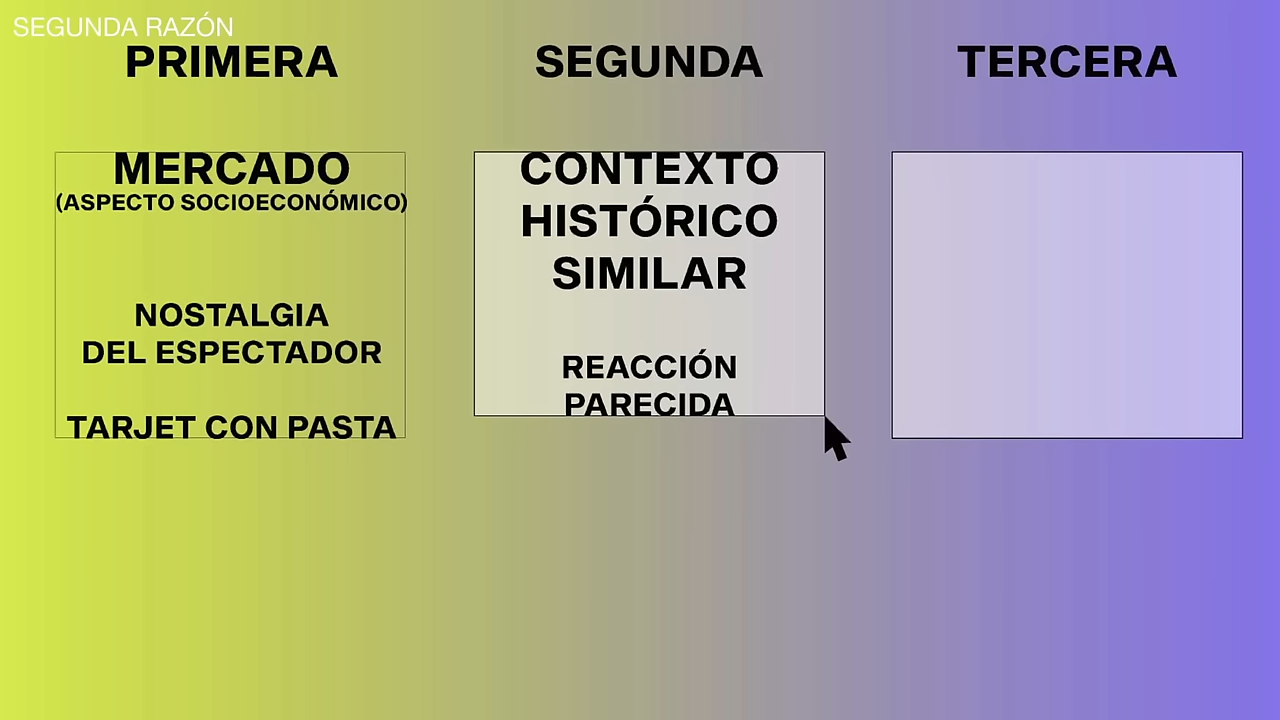 SEGUNDA RAZÓN
PRIMERA
MERCADO
(ASPECTO SOCIOECONÓMICO)
NOSTALGIA
DEL ESPECTADOR
TARJET CON PASTA
SEGUNDA
CONTEXTO
HISTÓRICO
SIMILAR
REACCIÓN
PARECIDA
TERCERA